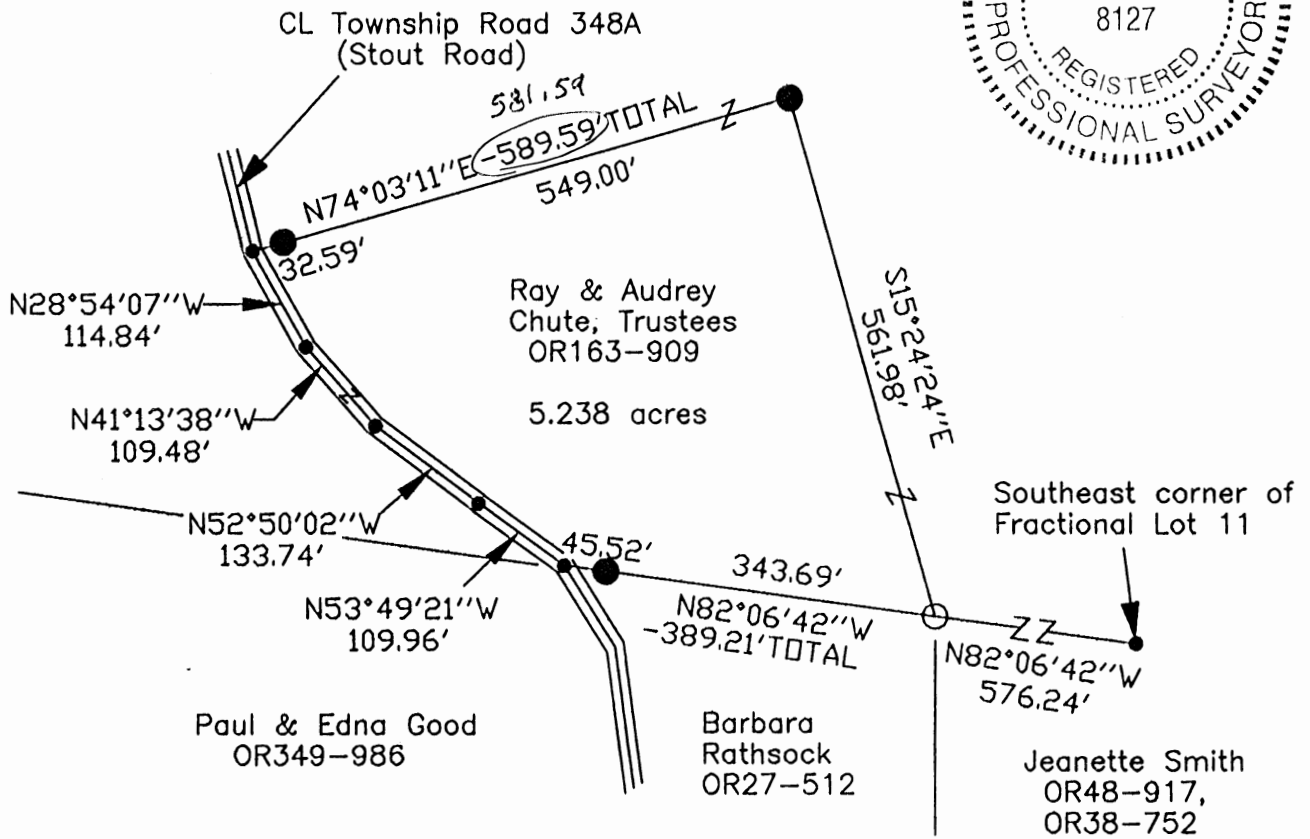 CL Township Road 348A
(Stout Road)
8127
REGISTERED
PROFESSIONAL SURVEYOR
581.59
N74°03'11"E -589.59' TOTAL
549.00'
32.59'
N28°54'07"W
114.84'
Ray & Audrey
Chute, Trustees
OR163-909
5.238 acres
S15°24'24"E
561.98'
N41°13'38"W
109.48'
N52°50'02"W
133.74'
N53°49'21"W
109.96'
45.52'
343.69'
N82°06'42"W
-389.21' TOTAL
Southeast corner of
Fractional Lot 11
N82°06'42"W
576.24'
Paul & Edna Good
OR349-986
Barbara
Rathsock
OR27-512
Jeanette Smith
OR48-917,
OR38-752